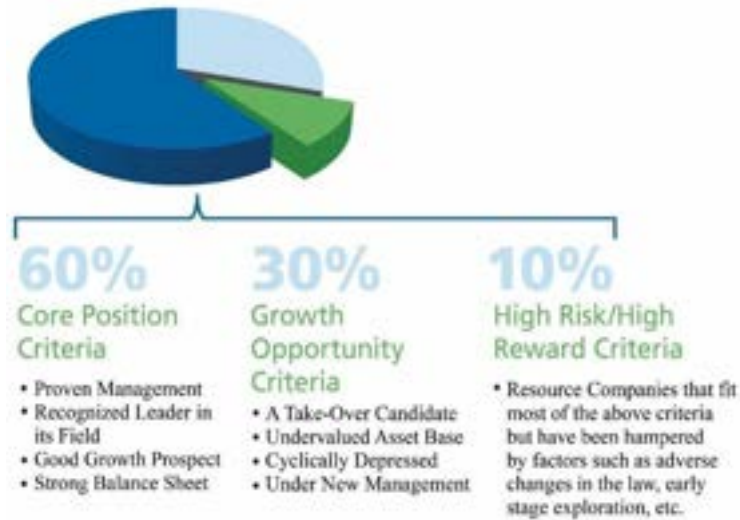 60%
Core Position
Criteria
• Proven Management
• Recognized Leader in
its Field
• Good Growth Prospect
• Strong Balance Sheet
30%
Growth
Opportunity
Criteria
• A Take-Over Candidate
• Undervalued Asset Base
• Cyclically Depressed
• Under New Management
10%
High Risk/High
Reward Criteria
• Resource Companies that fit
most of the above criteria
but have been hampered
by factors such as adverse
changes in the law, early
stage exploration, etc.